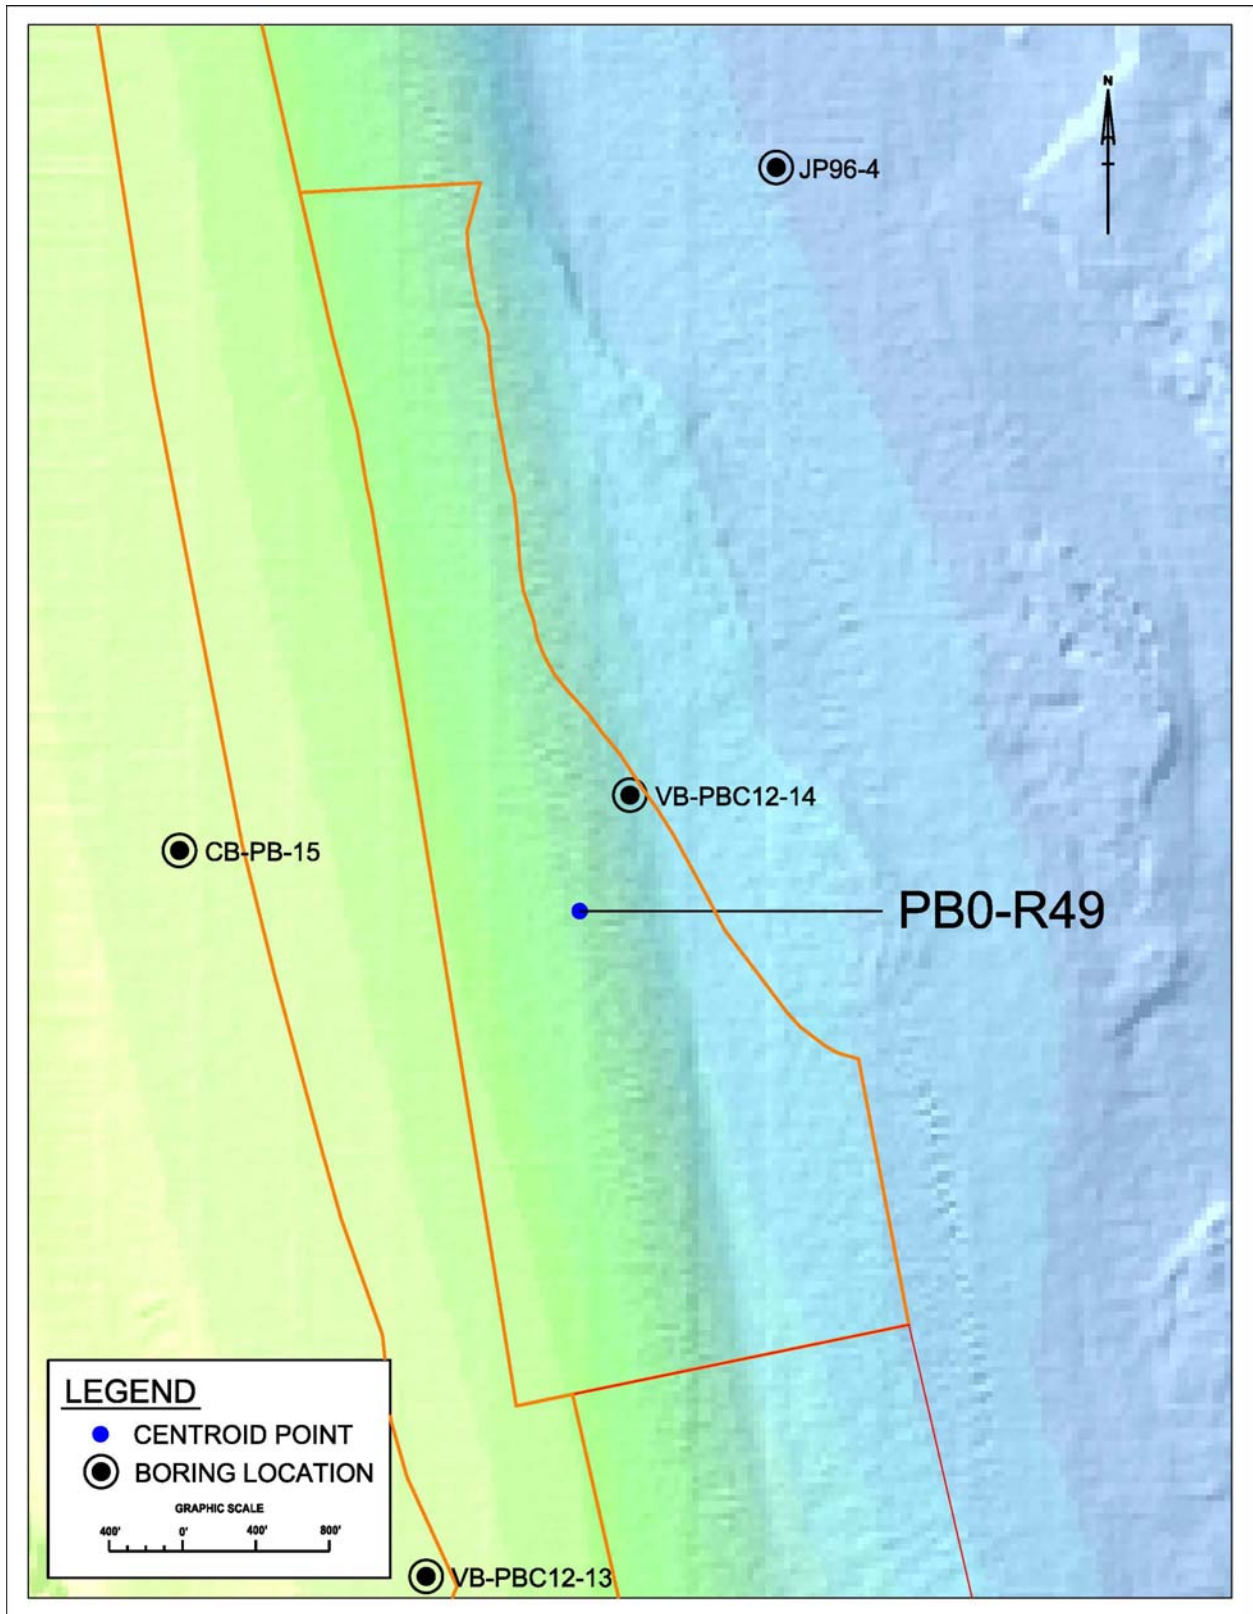 N
JP96-4
VB-PBC12-14
CB-PB-15
PB0-R49
LEGEND
CENTROID POINT
BORING LOCATION
GRAPHIC SCALE
400' 0' 400' 800'
VB-PBC12-13